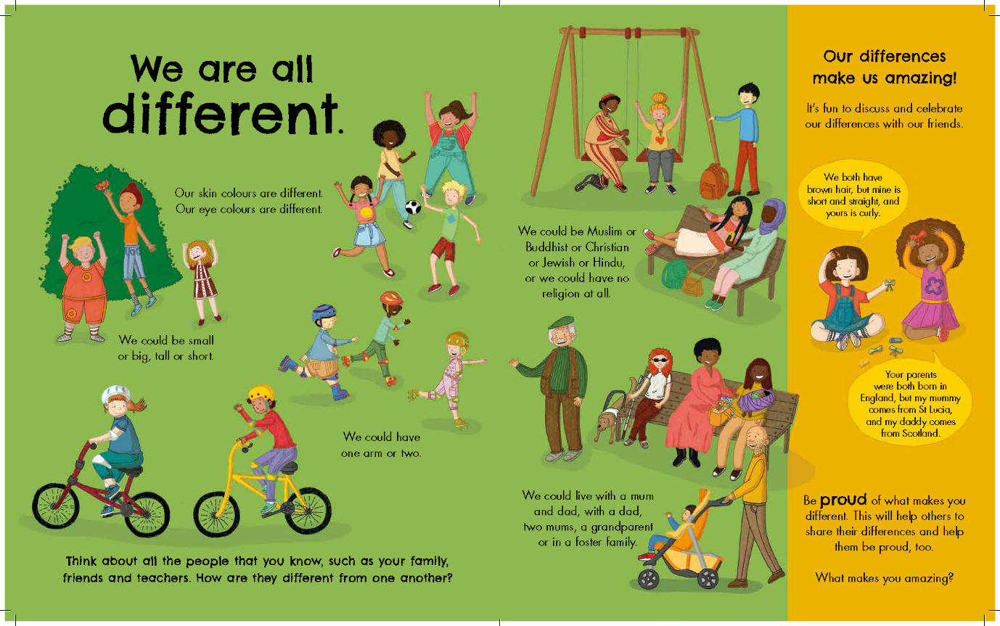 We are all
different.
Our skin colours are different.
Our eye colours are different.
We could be small
or big, tall or short.
We could have
one arm or two.
Think about all the people that you know, such as your family,
friends and teachers. How are they different from one another?
We could be Muslim or
Buddhist or Christian
or Jewish or Hindu,
or we could have no
religion at all.
We could live with a mum
and dad, with a dad,
two mums, a grandparent
or in a foster family.
Our differences
make us amazing!
It's fun to discuss and celebrate
our differences with our friends.
We both have
brown hair, but mine is
short and straight, and
yours is curly.
Your parents
were both born in
England, but my mummy
comes from St Lucia,
and my daddy comes
from Scotland.
Be proud of what makes you
different. This will help others to
share their differences and help
them be proud, too.
What makes you amazing?